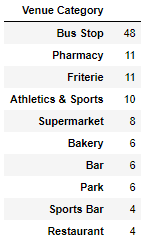 Venue Category
Bus Stop 48
Pharmacy 11
Friterie 11
Athletics & Sports 10
Supermarket 8
Bakery 6
Bar 6
Park 6
Sports Bar 4
Restaurant 4